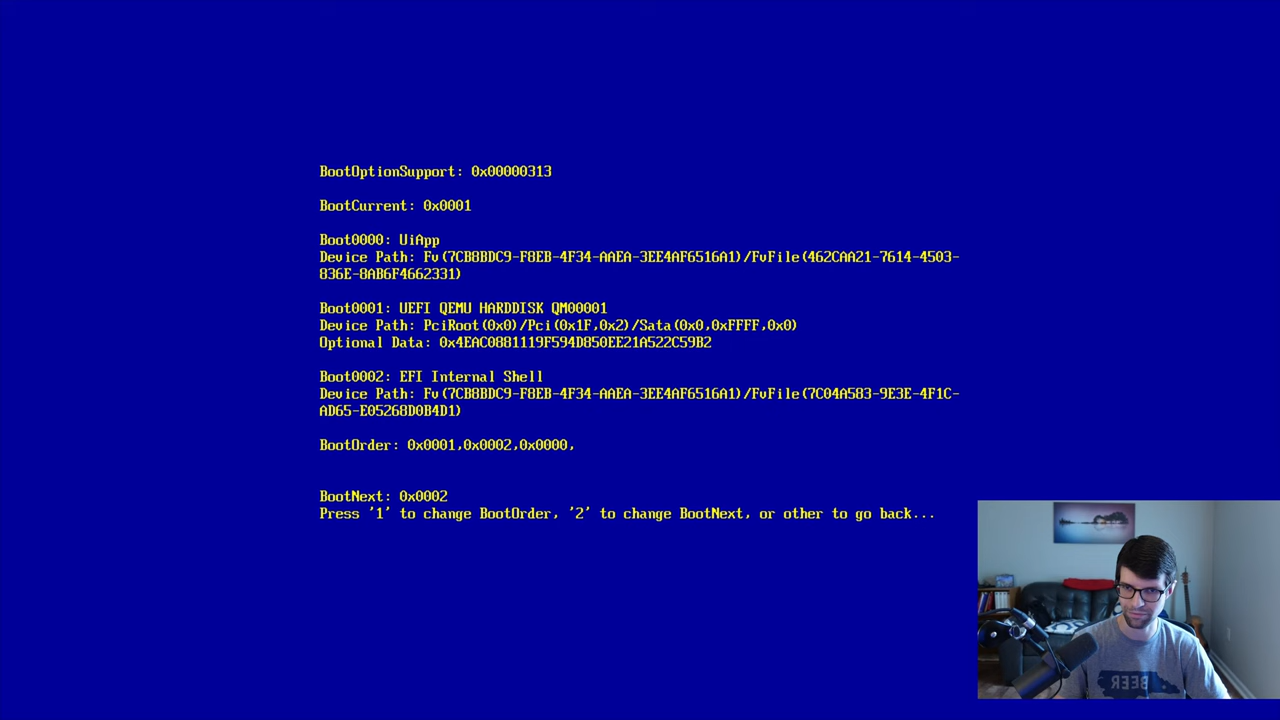 BootOptionSupport: 0x00000313
BootCurrent: 0x0001
Boot0000: UiApp
Device Path: Fv(7CB8BDC9-F8EB-4F34-AAEA-3EE4AF6516A1)/FvFile(462CAA21-7614-4503-
836E-8AB6F4662331)
Boot0001: UEFI QEMU HARDDISK QM00001
Device Path: PciRoot(0x0)/Pci(0x1F,0x2)/Sata(0x0,0xFFFF,0x0)
Optional Data: 0x4EAC0881119F594D850EE21A522C59B2
Boot0002: EFI Internal Shell
Device Path: Fv(7CB8BDC9-F8EB-4F34-AAEA-3EE4AF6516A1)/FvFile(7C04A583-9E3E-4F1C-
AD65-E05268D0B4D1)
BootOrder: 0x0001,0x0002,0x0000,
BootNext: 0x0002
Press '1' to change BootOrder, '2' to change BootNext, or other to go back...
BEER